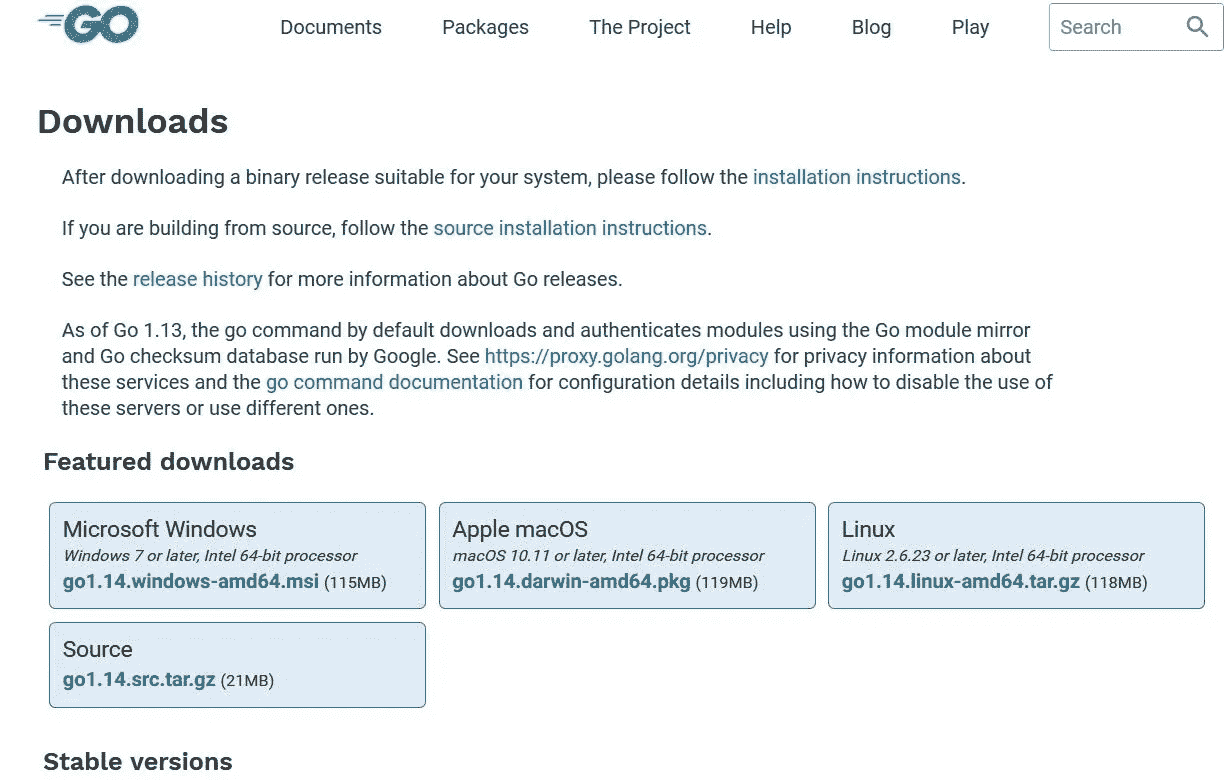 GO
Documents
Packages
The Project
Help
Blog
Play
Search
Downloads
After downloading a binary release suitable for your system, please follow the installation instructions.
If you are building from source, follow the source installation instructions.
See the release history for more information about Go releases.
As of Go 1.13, the go command by default downloads and authenticates modules using the Go module mirror
and Go checksum database run by Google. See https://proxy.golang.org/privacy for privacy information about
these services and the go command documentation for configuration details including how to disable the use of
these servers or use different ones.
Featured downloads
Microsoft Windows
Windows 7 or later, Intel 64-bit processor
go1.14.windows-amd64.msi (115MB)
Apple macOS
macOS 10.11 or later, Intel 64-bit processor
go1.14.darwin-amd64.pkg (119MB)
Linux
Linux 2.6.23 or later, Intel 64-bit processor
go1.14.linux-amd64.tar.gz (118MB)
Source
go1.14.src.tar.gz (21MB)
Stable versions